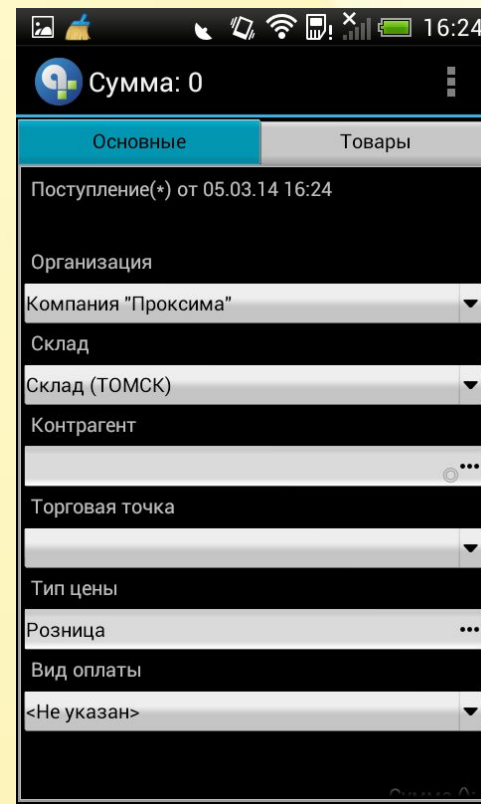 16:24
Сумма: 0
Основные
Товары
Поступление(*) от 05.03.14 16:24
Организация
Компания "Проксима"
Склад
Склад (ТОМСК)
Контрагент
Торговая точка
Тип цены
Розница
Вид оплаты
<Не указан>